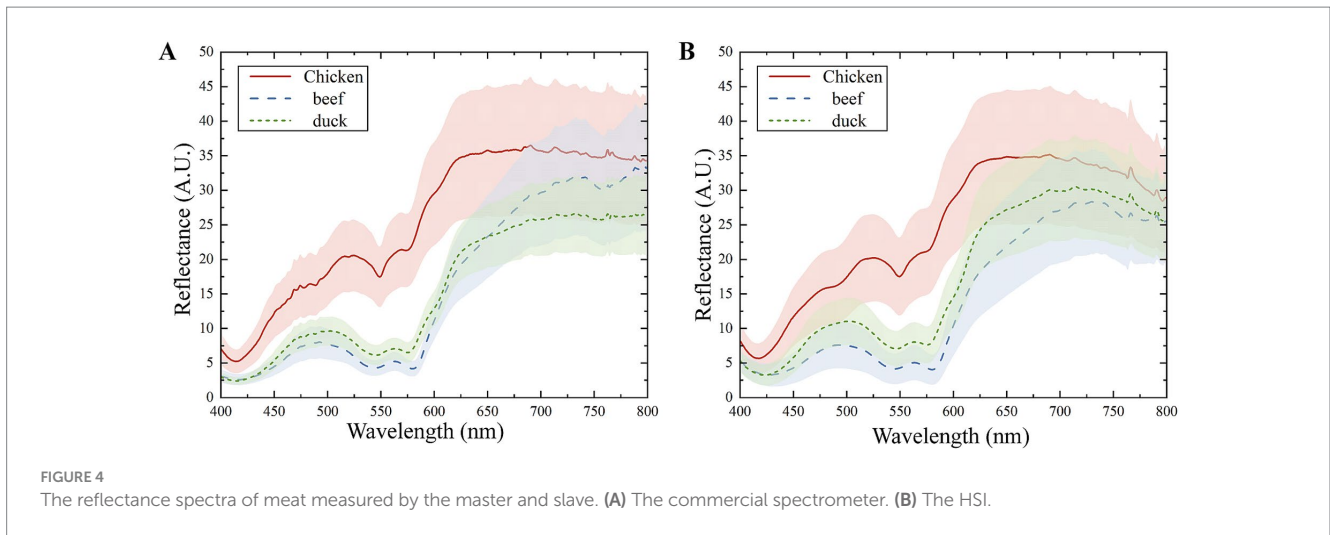 A
50
45
40
35
30
25
20
15
10
5
0
Reflectance (A.U.)
Chicken
beef
duck
400 450 500 550 600 650 700 750 800
Wavelength (nm)
B
50
45
40
35
30
25
20
15
10
5
0
Reflectance (A.U.)
Chicken
beef
duck
400 450 500 550 600 650 700 750 800
Wavelength (nm)
FIGURE 4
The reflectance spectra of meat measured by the master and slave. (A) The commercial spectrometer. (B) The HSI.